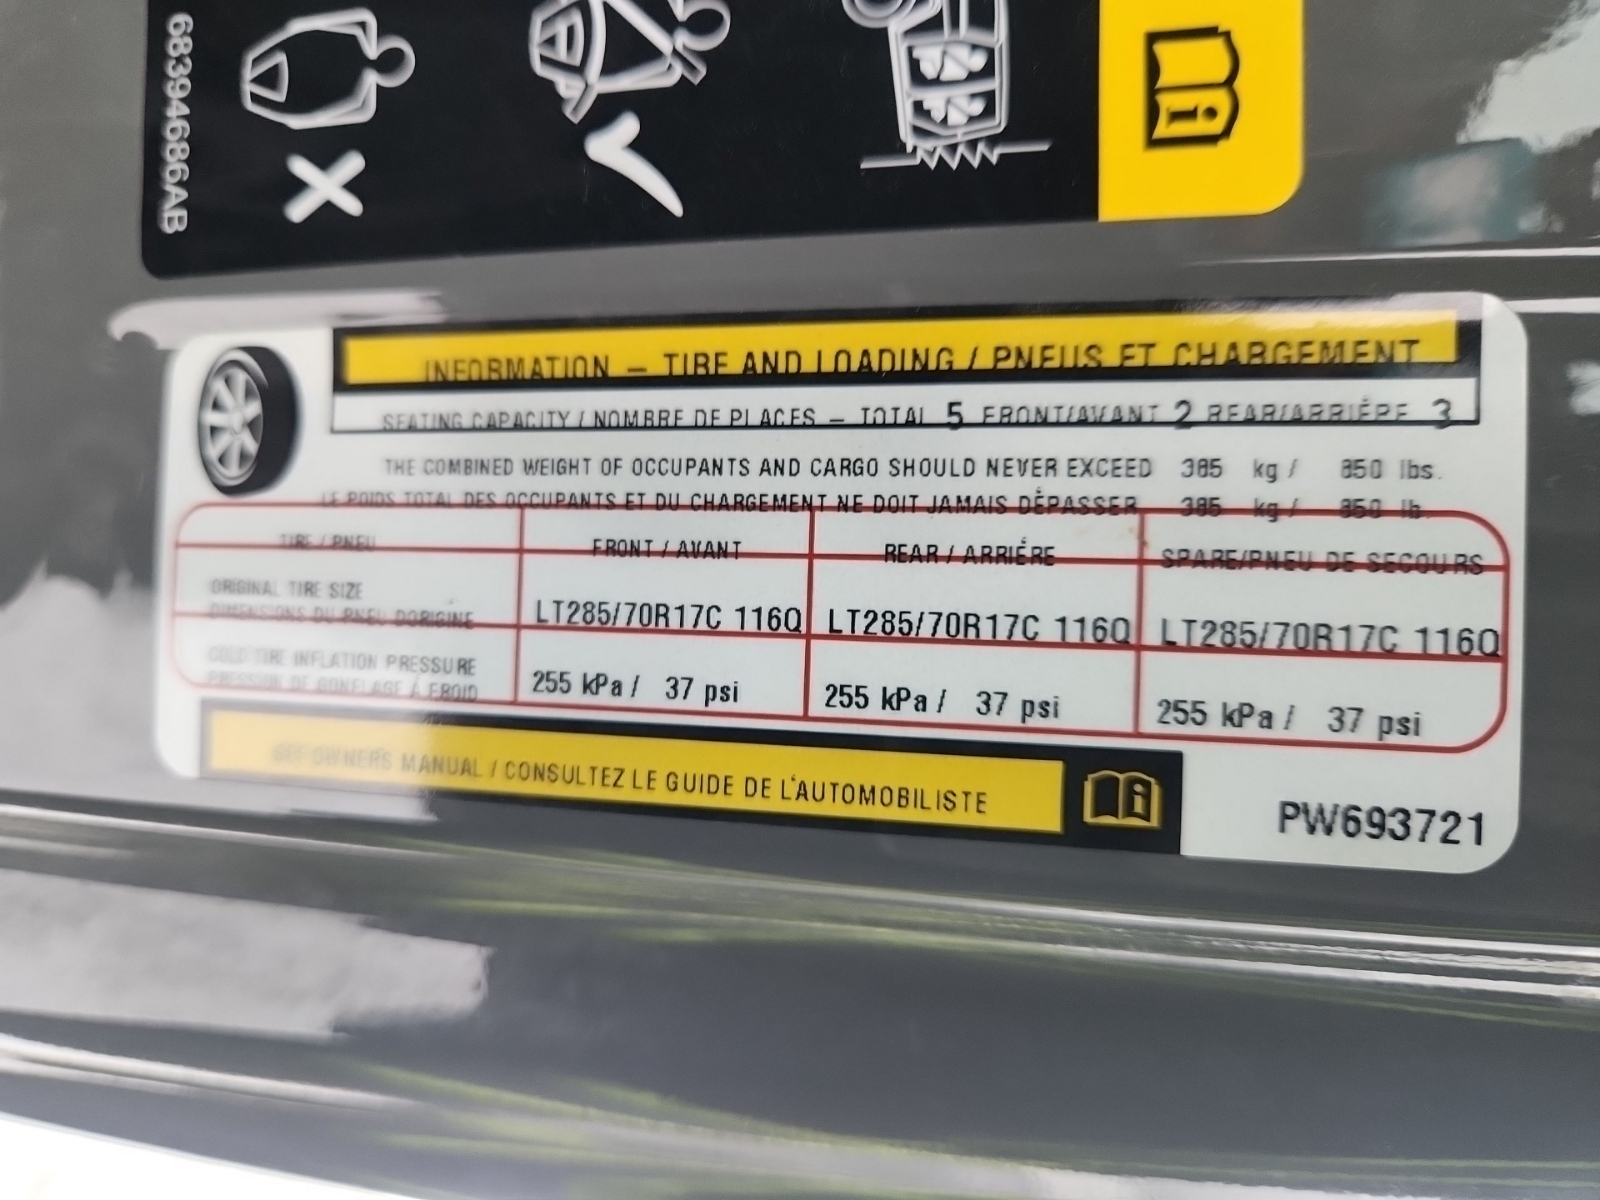 68394686AB
INFORMATION – TIRE AND LOADING / PNEUS ET CHARGEMENT
SEATING CAPACITY / NOMBRE DE PLACES – TOTAL 5 FRONT/AVANT 2 REAR/ARRIÉRE 3
THE COMBINED WEIGHT OF OCCUPANTS AND CARGO SHOULD NEVER EXCEED 385 kg / 850 lbs.
LE POIDS TOTAL DES OCCUPANTS ET DU CHARGEMENT NE DOIT JAMAIS DÉPASSER 385 kg / 850 lb.
TIRE / PNEU FRONT / AVANT REAR / ARRIÉRE SPARE/PNEU DE SECOURS
ORIGINAL TIRE SIZE
DIMENSIONS DU PNEU DORIGINE LT285/70R17C 116Q LT285/70R17C 116Q LT285/70R17C 116Q
COLD TIRE INFLATION PRESSURE
PRESSION DE GONFLAGE Á FROID 255 kPa / 37 psi 255 kPa / 37 psi 255 kPa / 37 psi
SEE OWNERS MANUAL / CONSULTEZ LE GUIDE DE L'AUTOMOBILISTE
PW693721